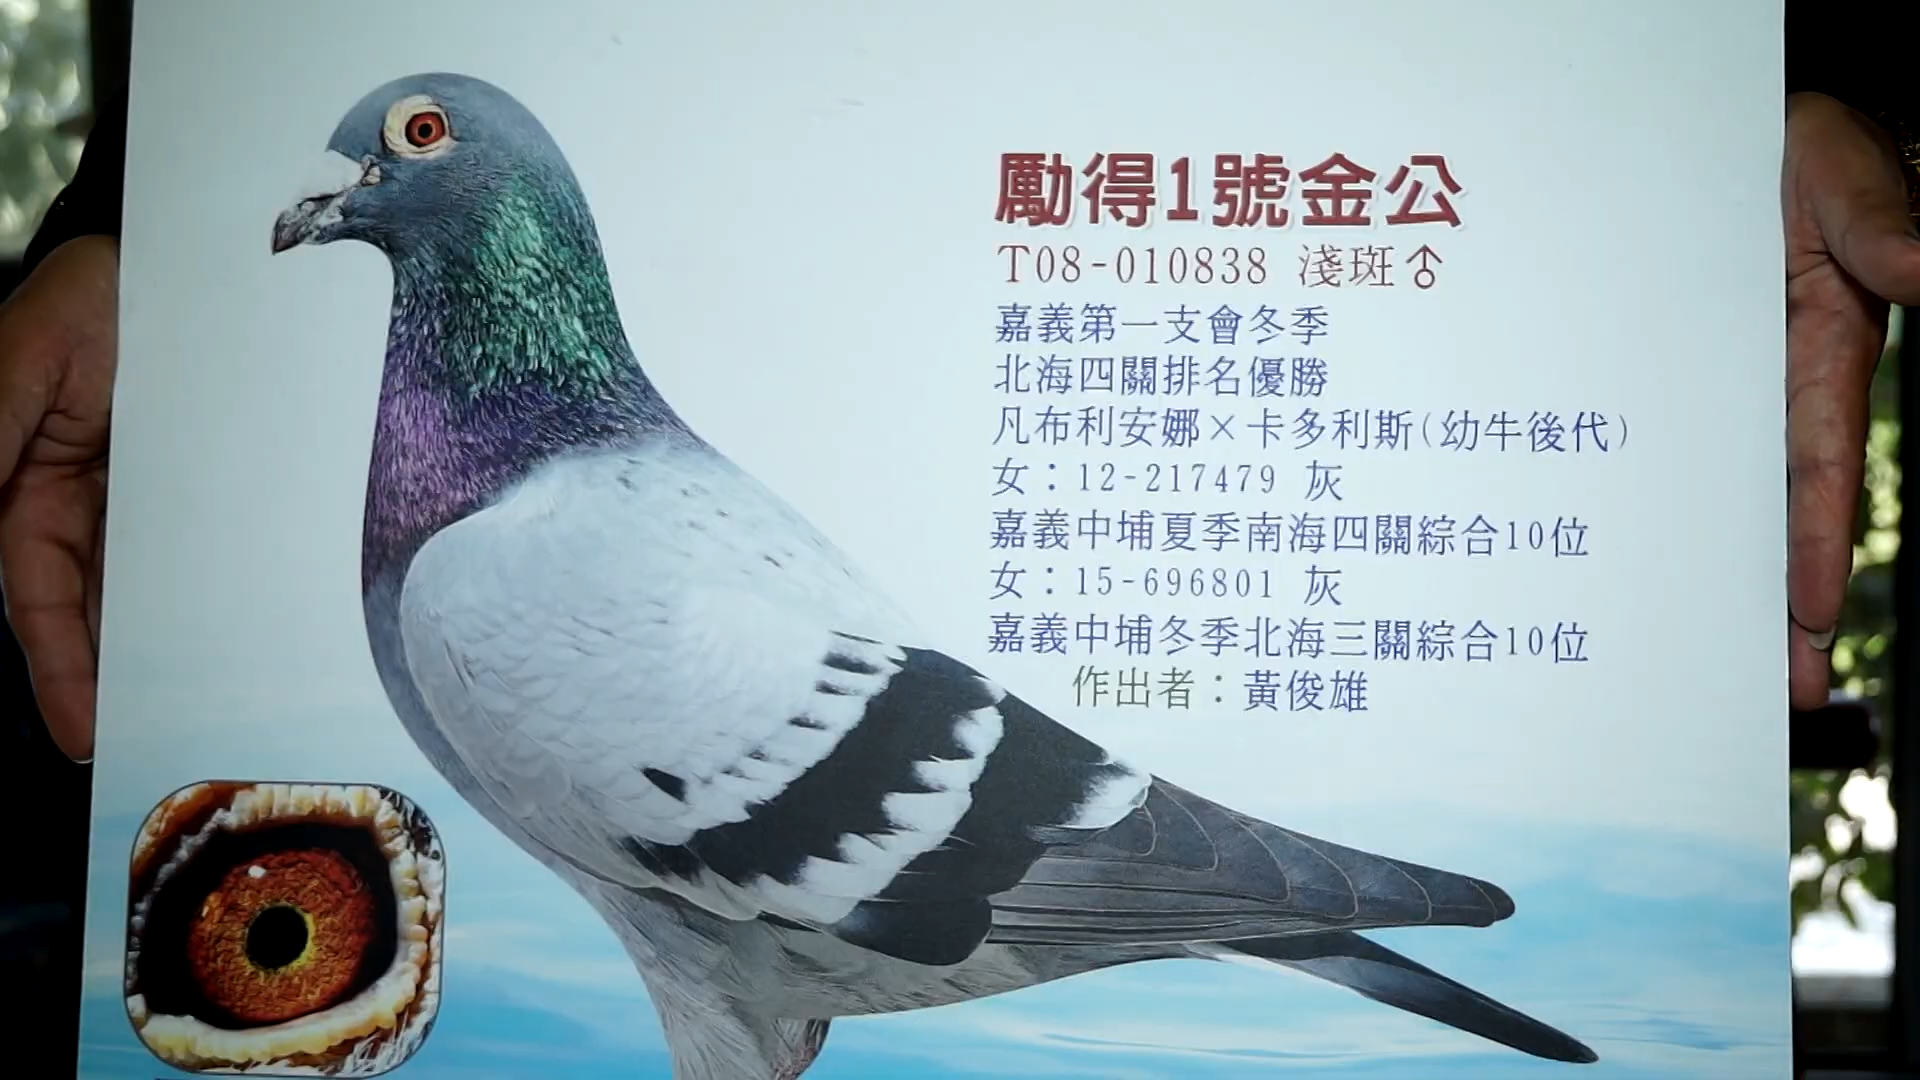 勵得1號金公
T08-010838 淺斑♂
嘉義第一支會冬季
北海四關排名優勝
凡布利安娜×卡多利斯(幼牛後代)
女：12-217479 灰
嘉義中埔夏季南海四關綜合10位
女：15-696801 灰
嘉義中埔冬季北海三關綜合10位
作出者：黃俊雄